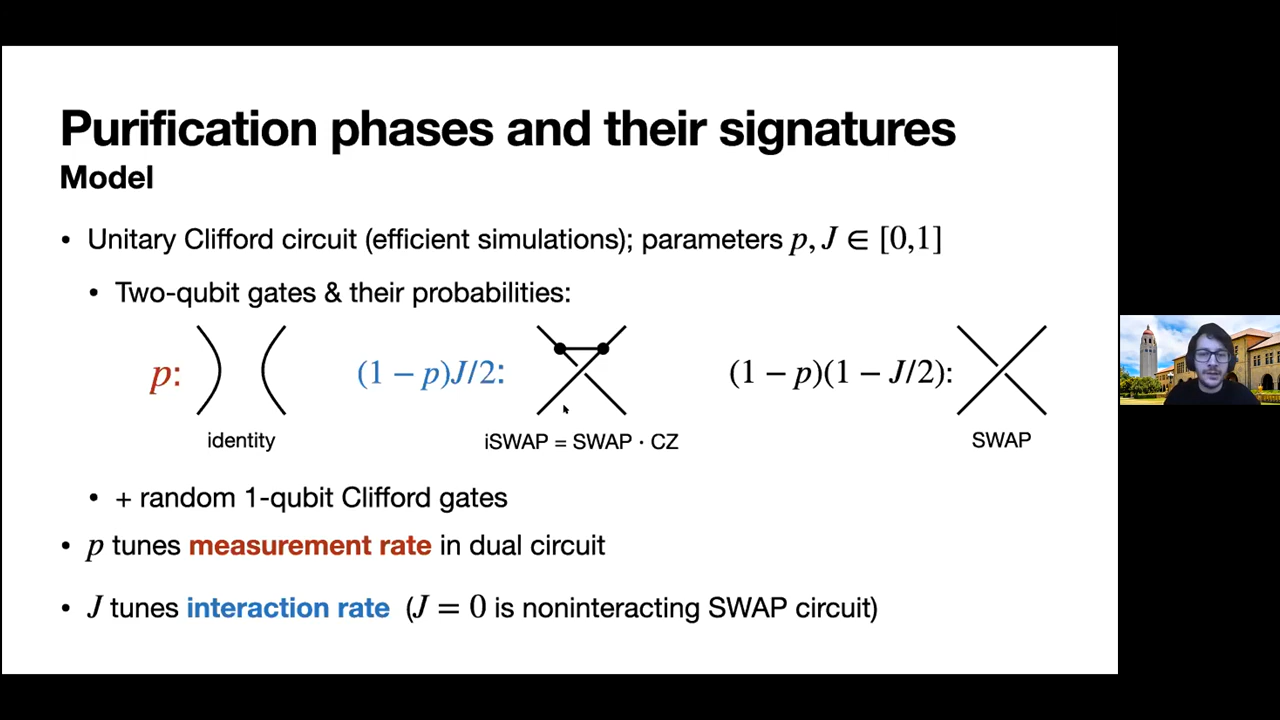 Purification phases and their signatures
Model
• Unitary Clifford circuit (efficient simulations); parameters p, J ∈ [0,1]
• Two-qubit gates & their probabilities:
p: (1 − p)J/2: (1 − p)(1 − J/2):
identity iSWAP = SWAP · CZ SWAP
• + random 1-qubit Clifford gates
• p tunes measurement rate in dual circuit
• J tunes interaction rate (J = 0 is noninteracting SWAP circuit)